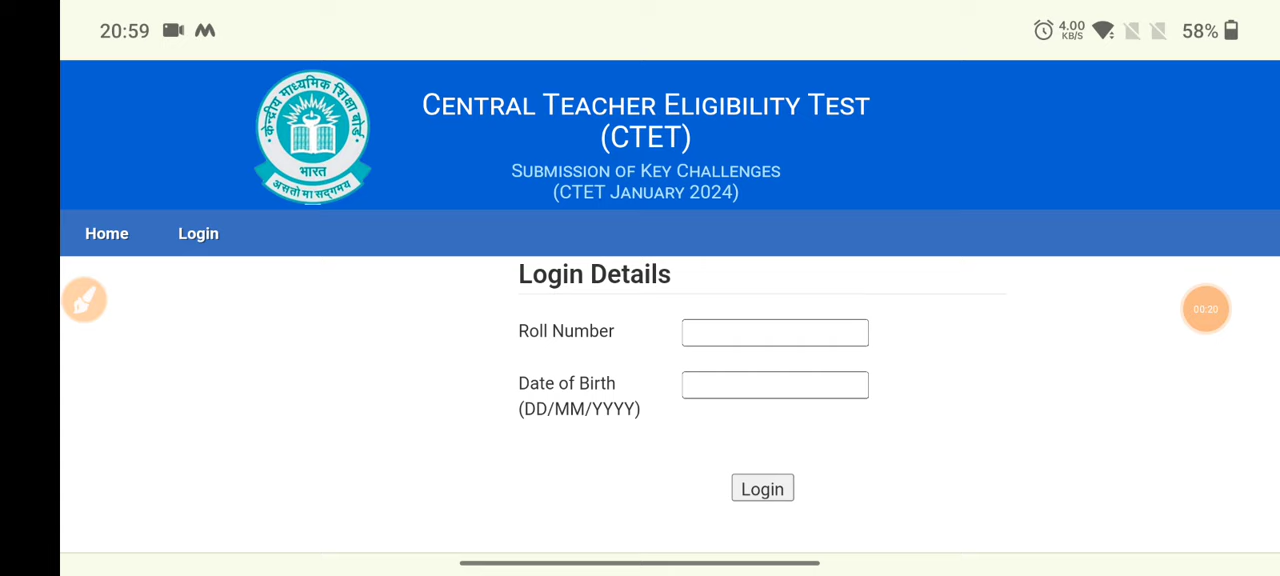 20:59
4.00
KB/S
58%
केन्द्रीय माध्यमिक शिक्षा बोर्ड
भारत
असतो मा सद्गमय
CENTRAL TEACHER ELIGIBILITY TEST
(CTET)
SUBMISSION OF KEY CHALLENGES
(CTET JANUARY 2024)
Home Login
Login Details
00:20
Roll Number
Date of Birth
(DD/MM/YYYY)
Login